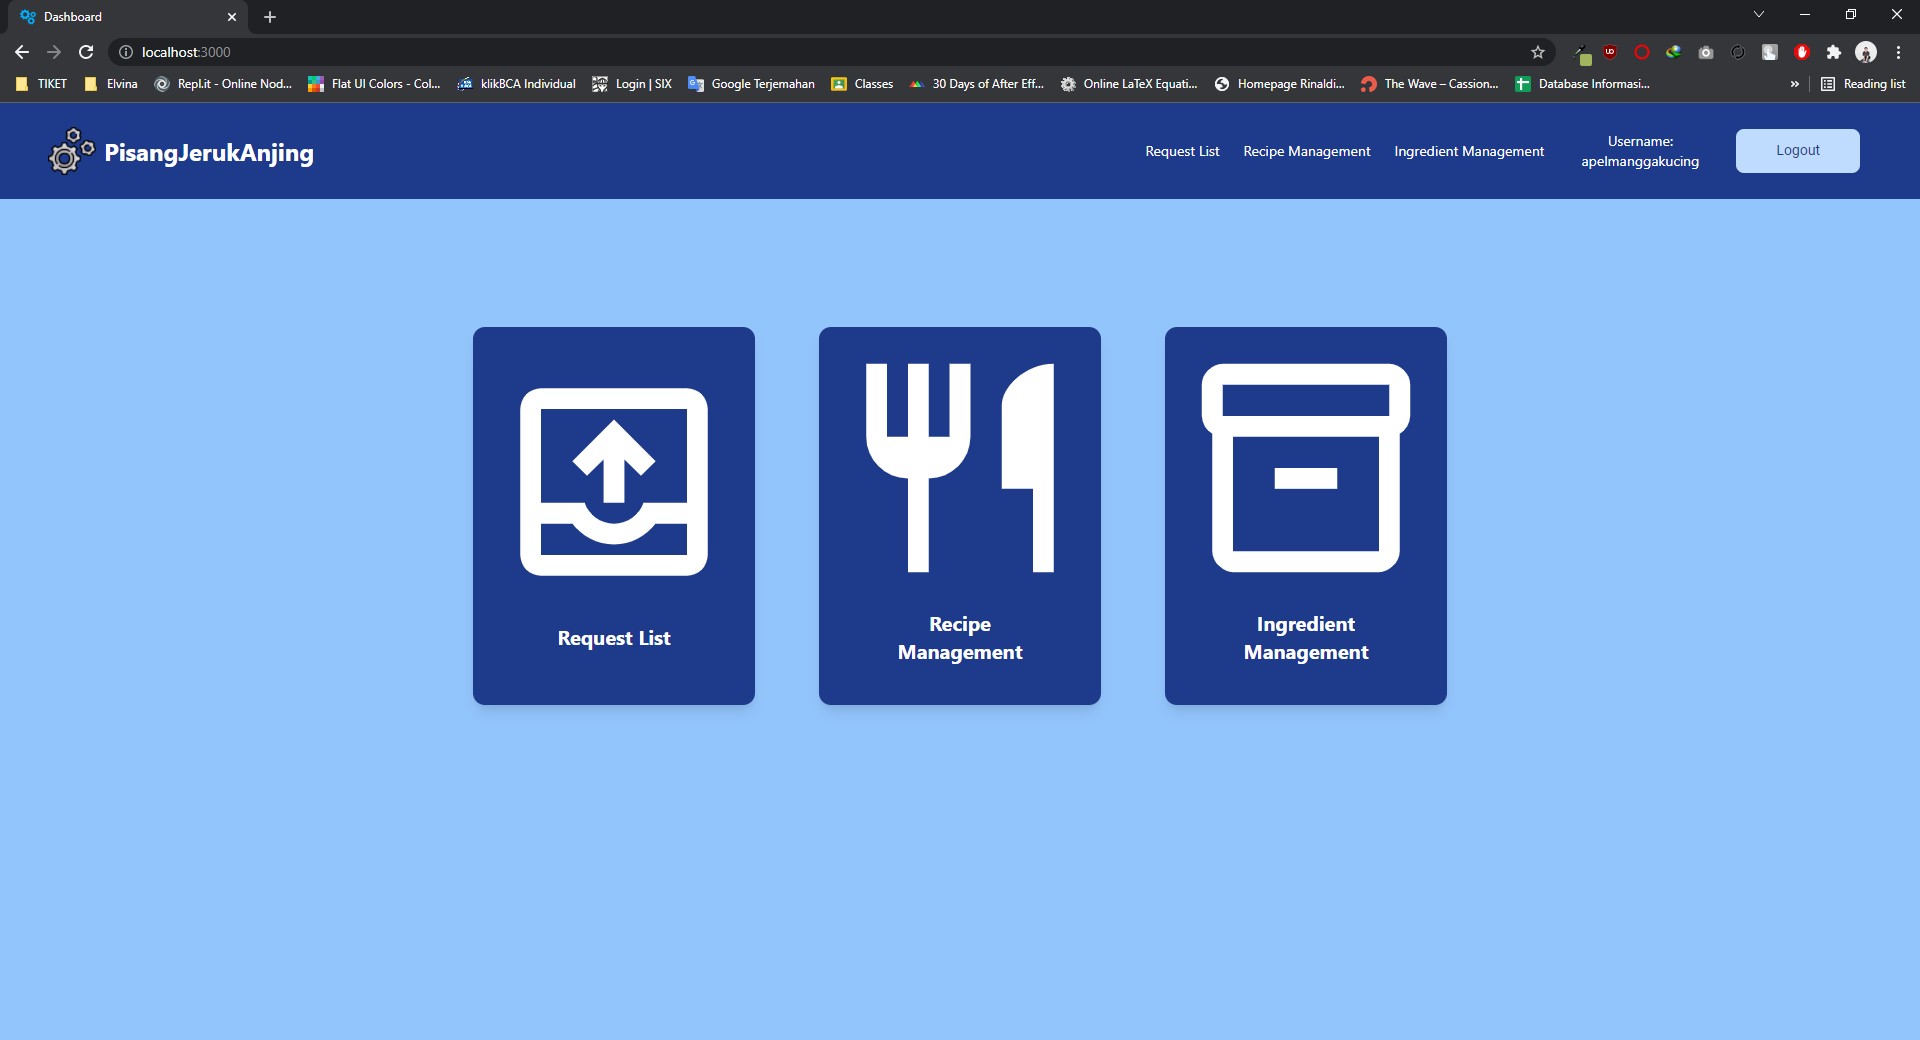 Dashboard
localhost:3000
TIKET
Elvina
Repl.it - Online Nod...
Flat UI Colors - Col...
klikBCA Individual
Login | SIX
Google Terjemahan
Classes
30 Days of After Eff...
Online LaTeX Equati...
Homepage Rinaldi...
The Wave – Cassion...
Database Informasi...
»
Reading list
PisangJerukAnjing
Request List
Recipe Management
Ingredient Management
Username:
apelmanggakucing
Logout
Request List
Recipe
Management
Ingredient
Management